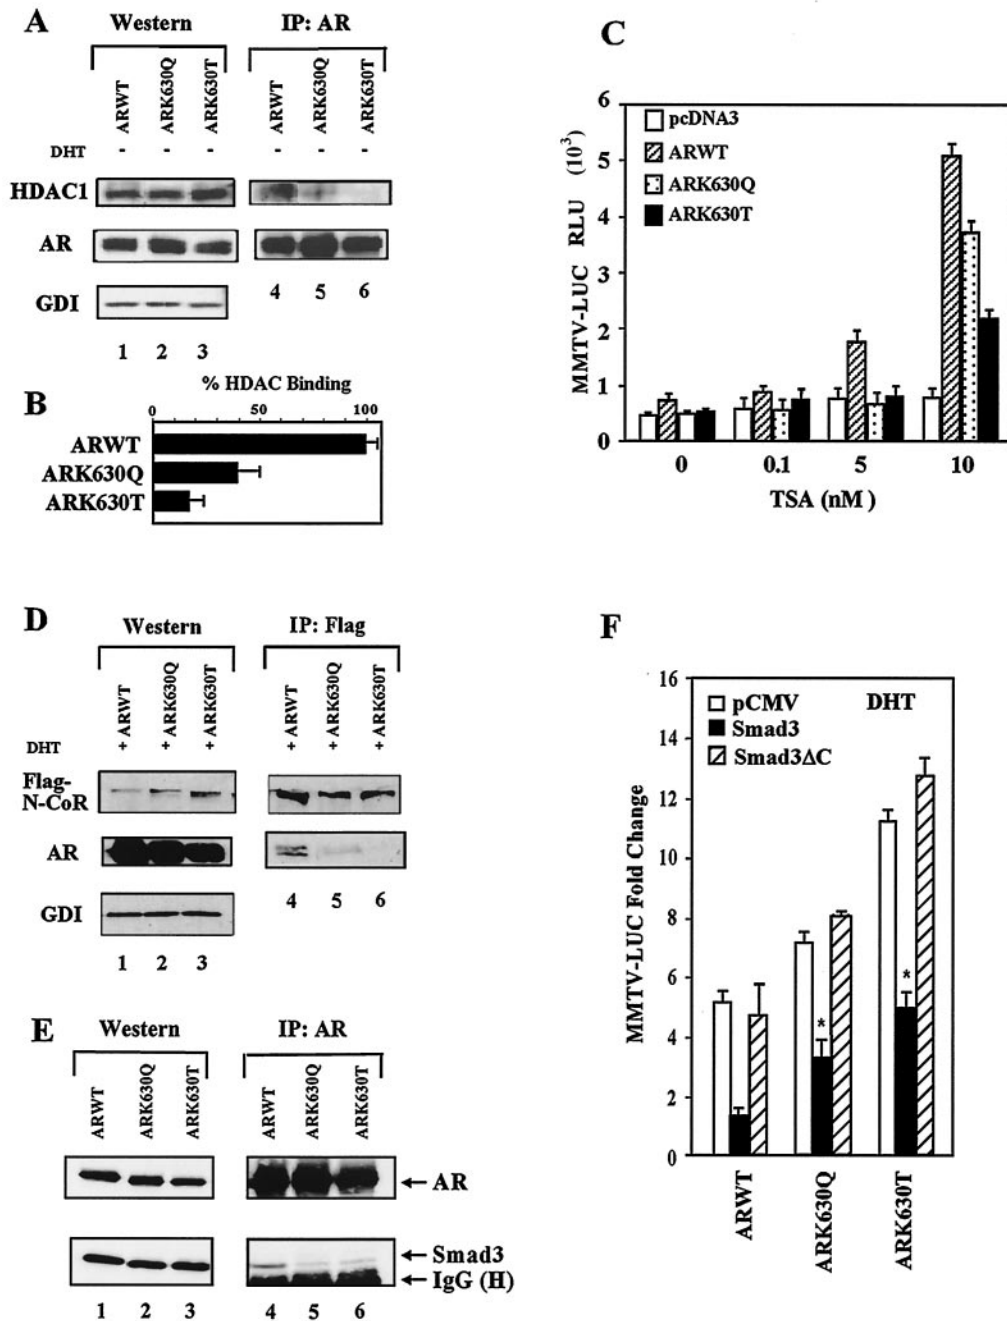 A
Western
IP: AR
ARWT
ARK630Q
ARK630T
ARWT
ARK630Q
ARK630T
DHT - - - - - -
HDAC1
AR
GDI
4 5 6
1 2 3
B
% HDAC Binding
0 50 100
ARWT
ARK630Q
ARK630T
C
MMTV-LUC RLU (10³)
6
5
4
3
2
1
0
pcDNA3
ARWT
ARK630Q
ARK630T
0 0.1 5 10
TSA (nM )
D
Western
IP: Flag
ARWT
ARK630Q
ARK630T
ARWT
ARK630Q
ARK630T
DHT + + + + + +
Flag-
N-CoR
AR
GDI
4 5 6
1 2 3
E
Western
IP: AR
ARWT
ARK630Q
ARK630T
ARWT
ARK630Q
ARK630T
AR
Smad3
IgG (H)
1 2 3 4 5 6
F
MMTV-LUC Fold Change
16
14
12
10
8
6
4
2
0
pCMV
Smad3
Smad3ΔC
DHT
*
*
ARWT
ARK630Q
ARK630T